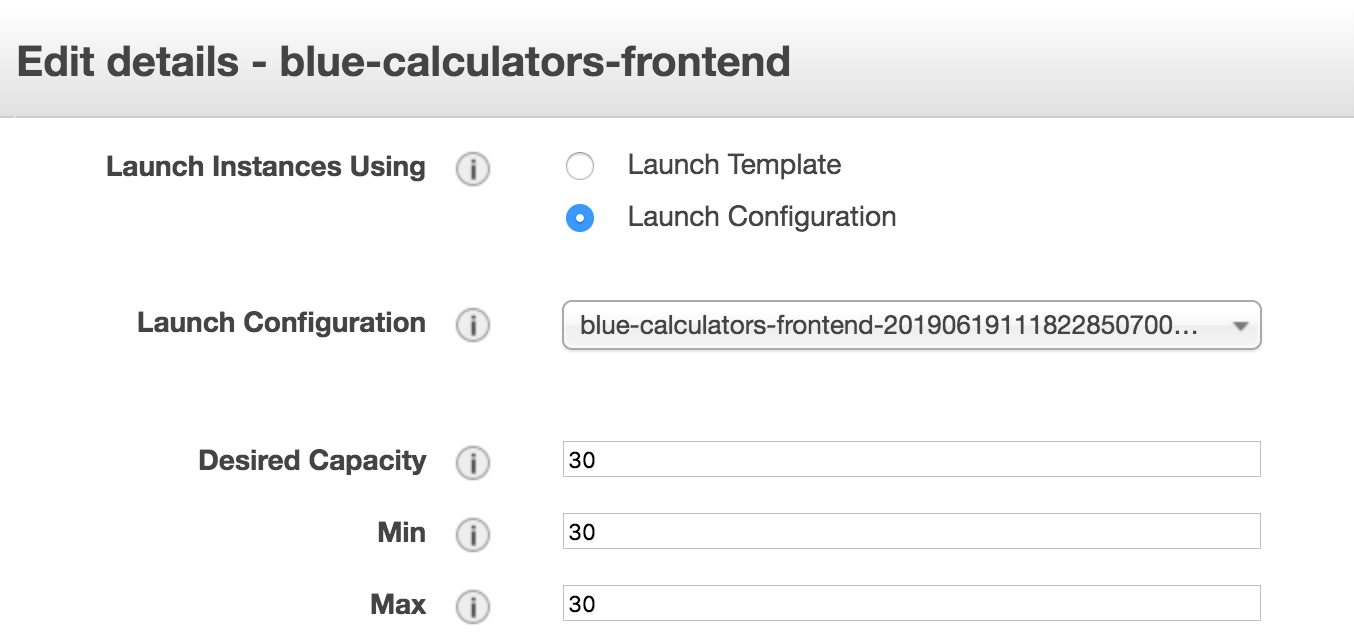 Edit details - blue-calculators-frontend
Launch Instances Using
Launch Template
Launch Configuration
Launch Configuration
blue-calculators-frontend-20190619111822850700...
Desired Capacity
30
Min
30
Max
30